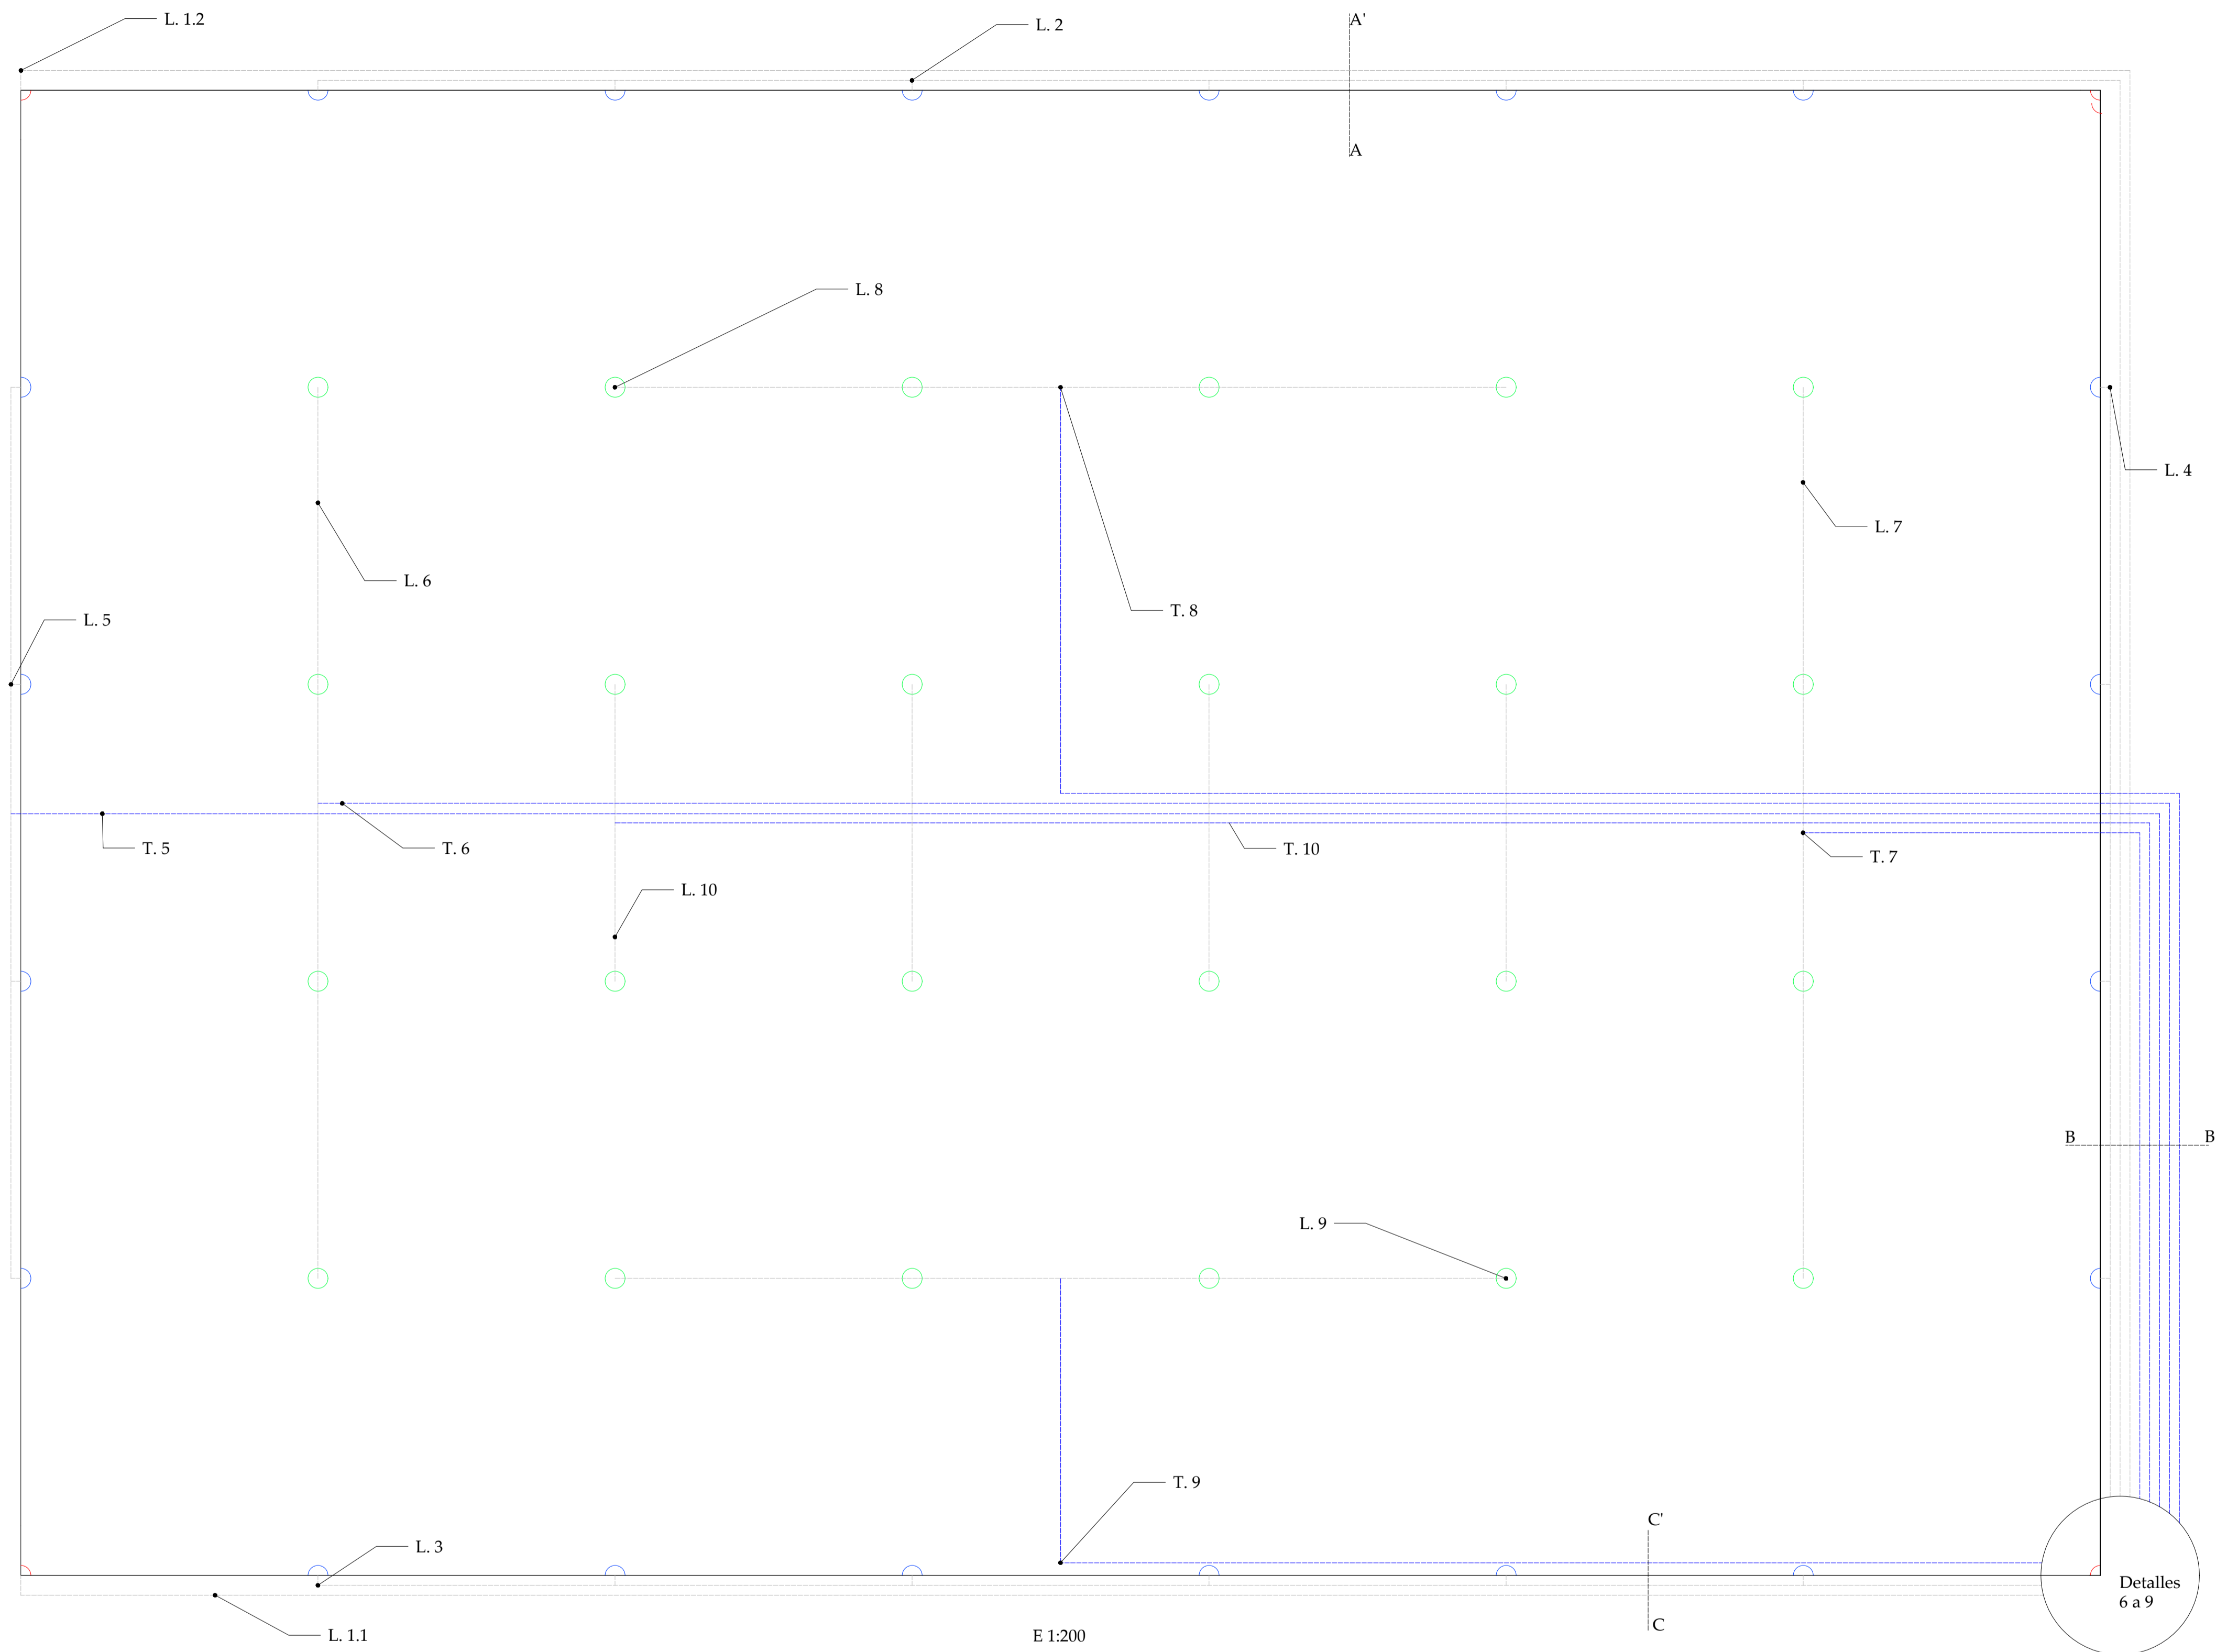 L. 1.2
L. 2
A'
A
L. 8
L. 4
L. 7
L. 6
T. 8
L. 5
T. 5
T. 6
T. 10
T. 7
L. 10
B
B
L. 9
T. 9
C'
L. 3
Detalles
6 a 9
C
L. 1.1
E 1:200